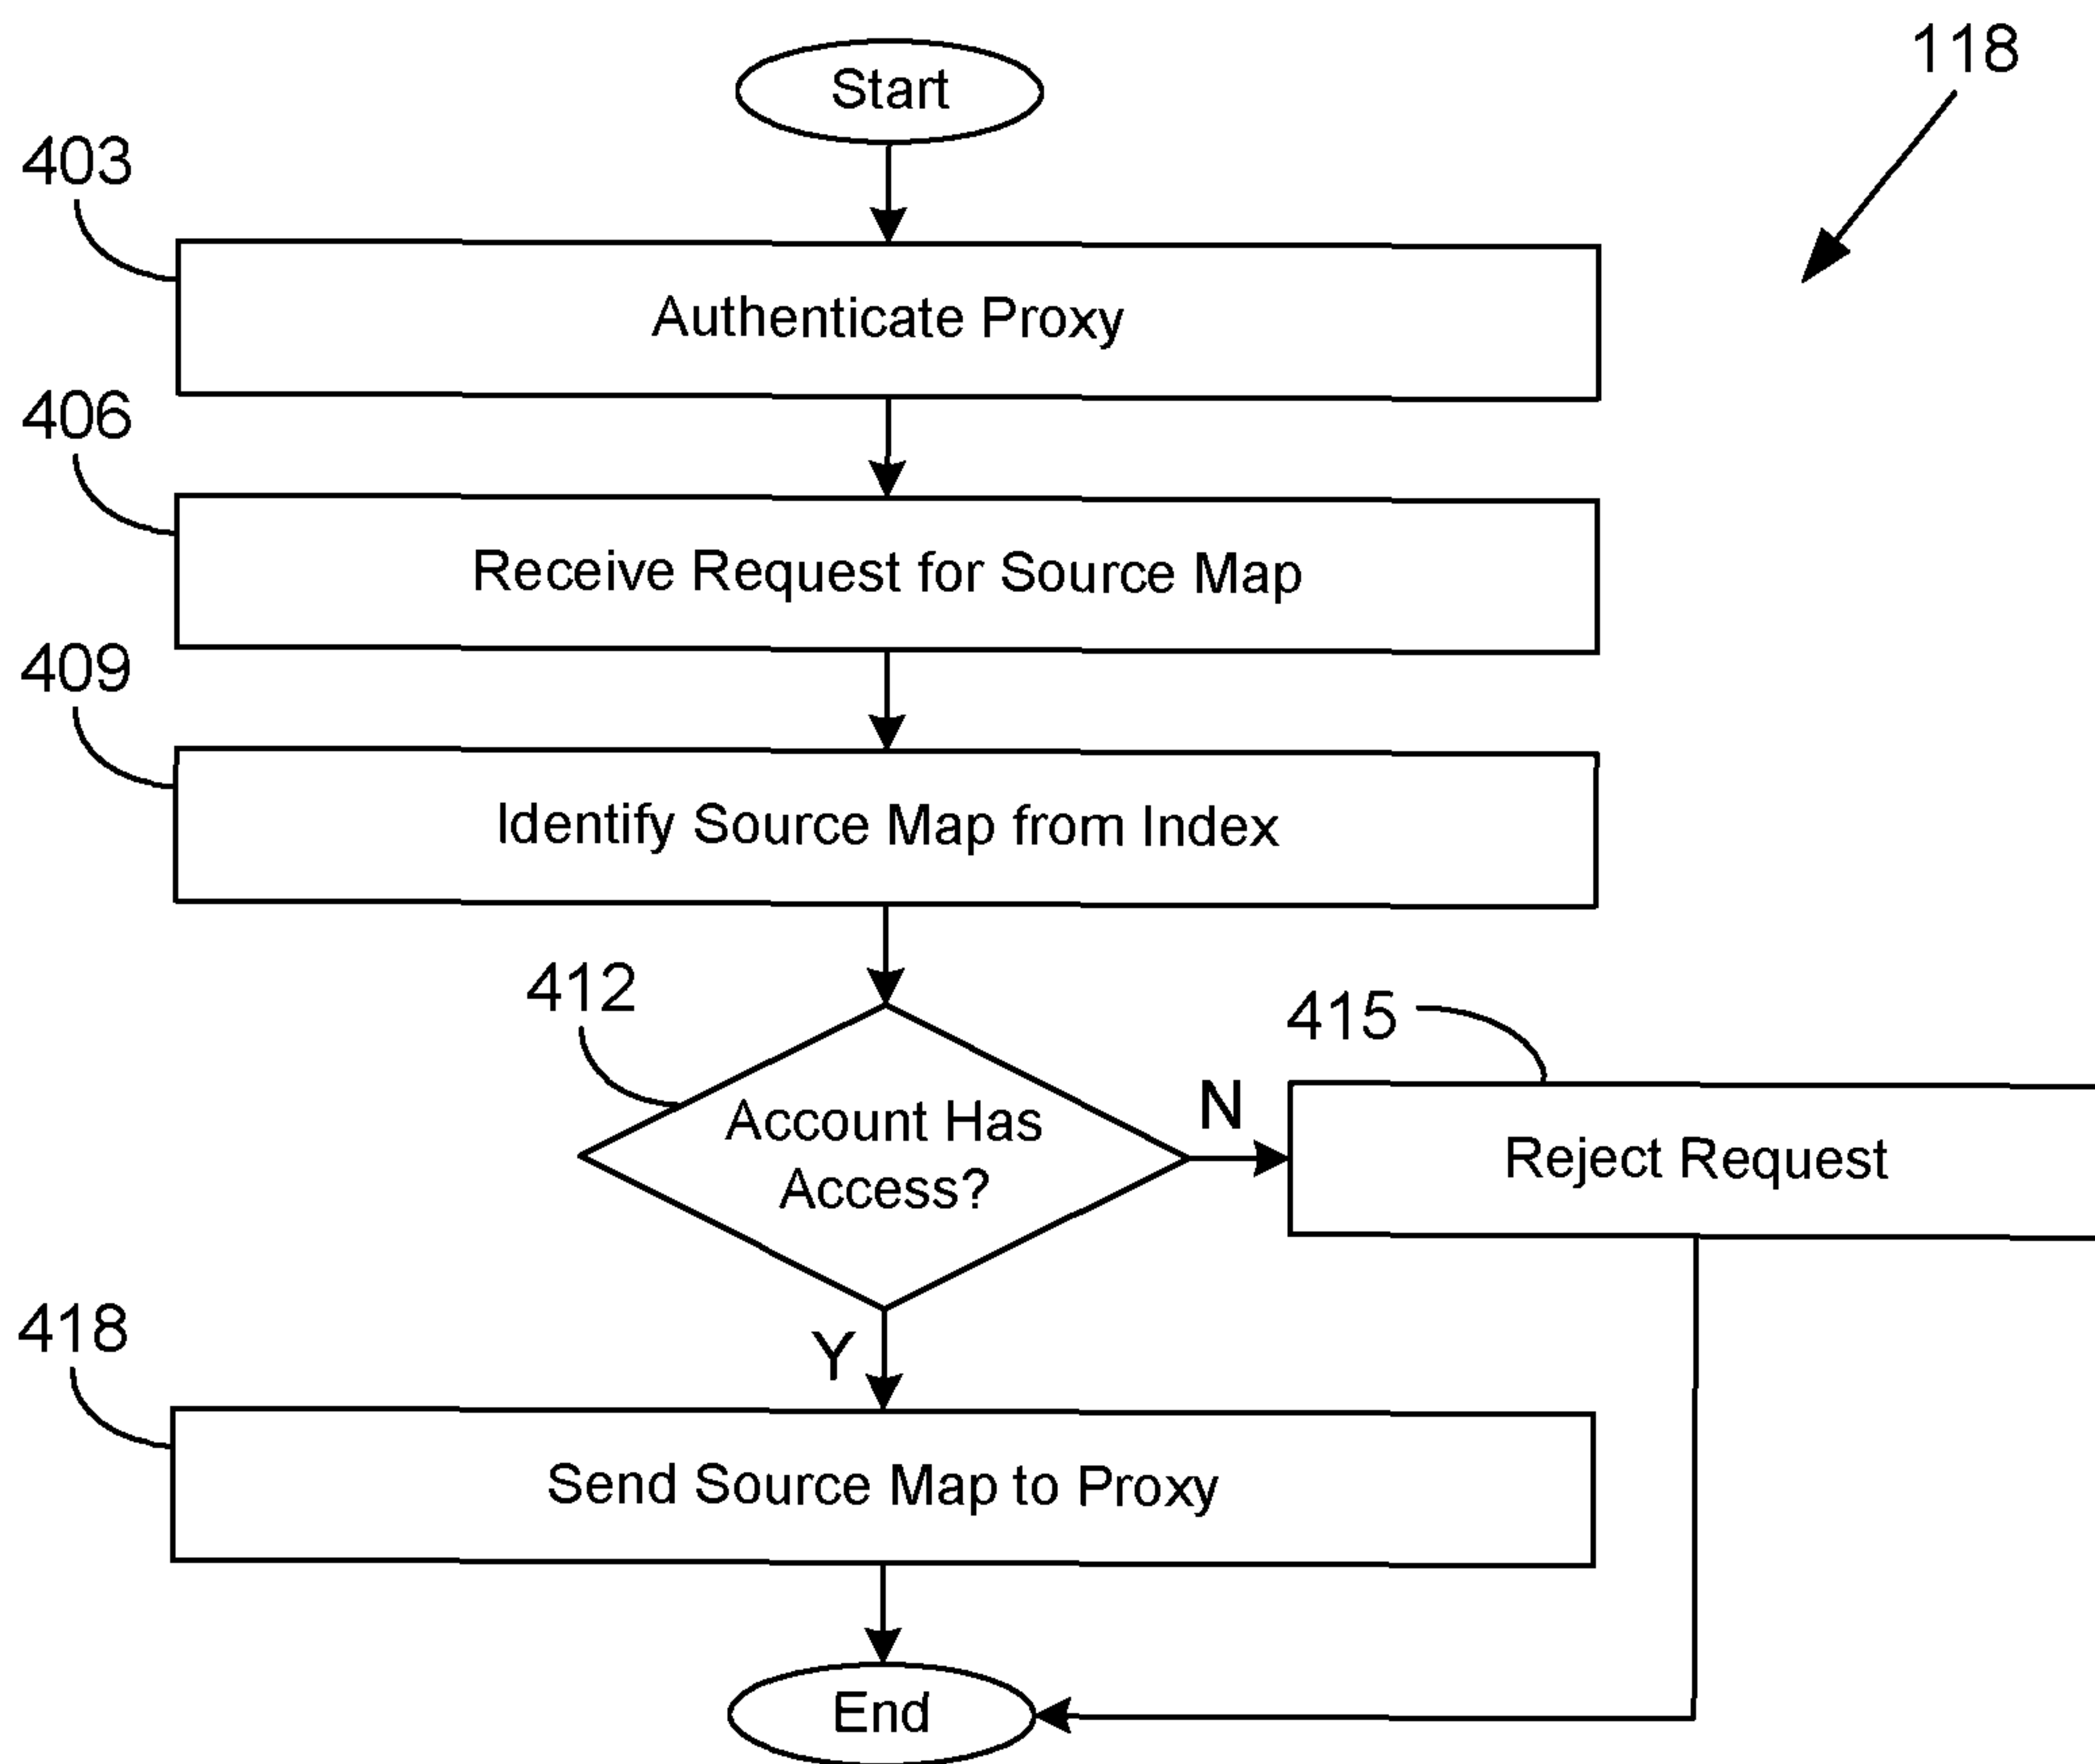 118
Start
403
Authenticate Proxy
406
Receive Request for Source Map
409
Identify Source Map from Index
412
Account Has
Access?
N
415
Reject Request
Y
418
Send Source Map to Proxy
End